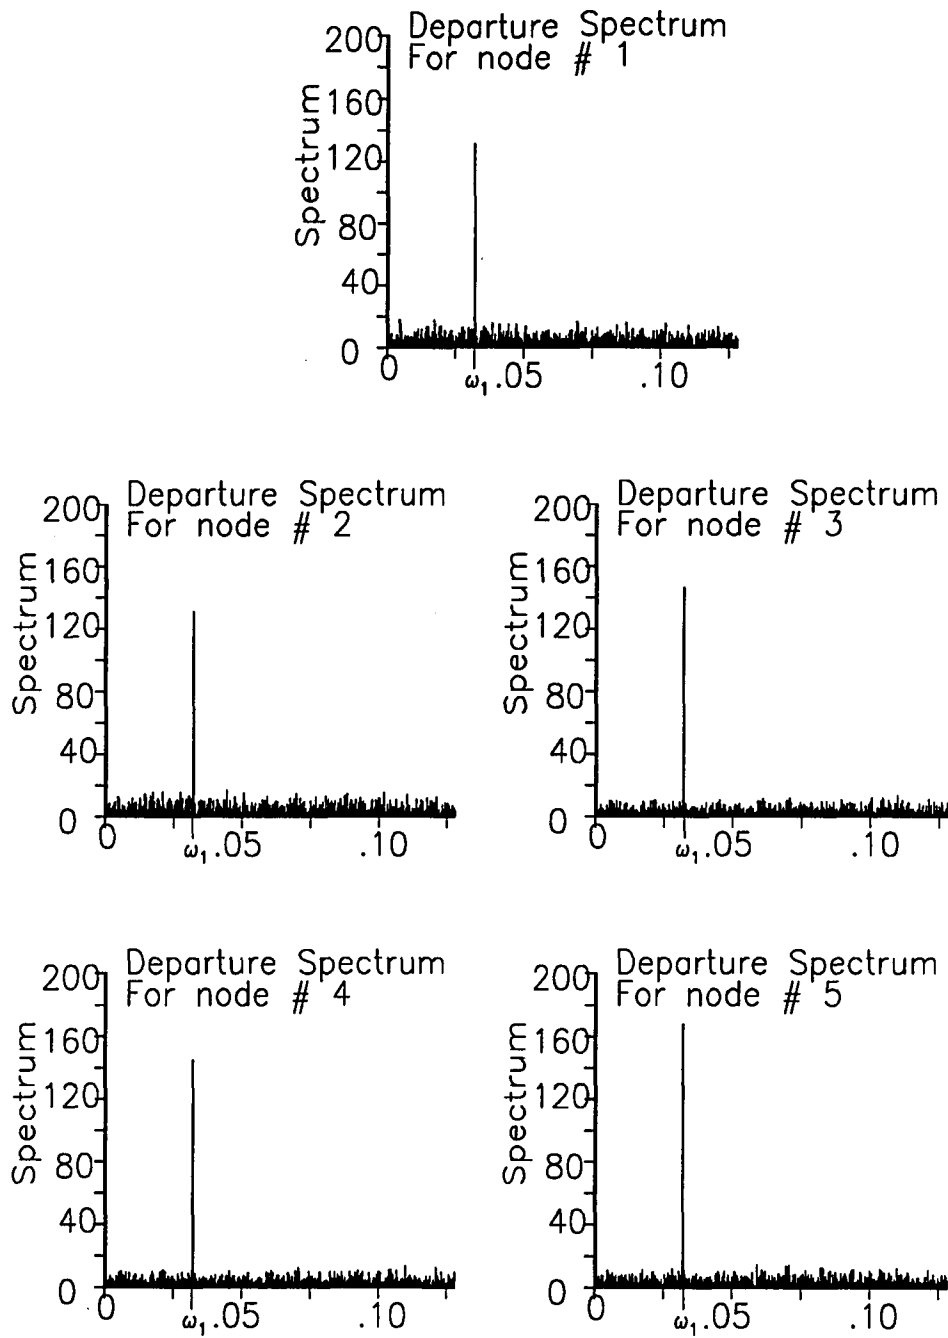 Departure Spectrum
For node # 1
Spectrum
200
160
120
80
40
0
0 ω₁ .05 .10
Departure Spectrum
For node # 2
Spectrum
200
160
120
80
40
0
0 ω₁ .05 .10
Departure Spectrum
For node # 3
Spectrum
200
160
120
80
40
0
0 ω₁ .05 .10
Departure Spectrum
For node # 4
Spectrum
200
160
120
80
40
0
0 ω₁ .05 .10
Departure Spectrum
For node # 5
Spectrum
200
160
120
80
40
0
0 ω₁ .05 .10